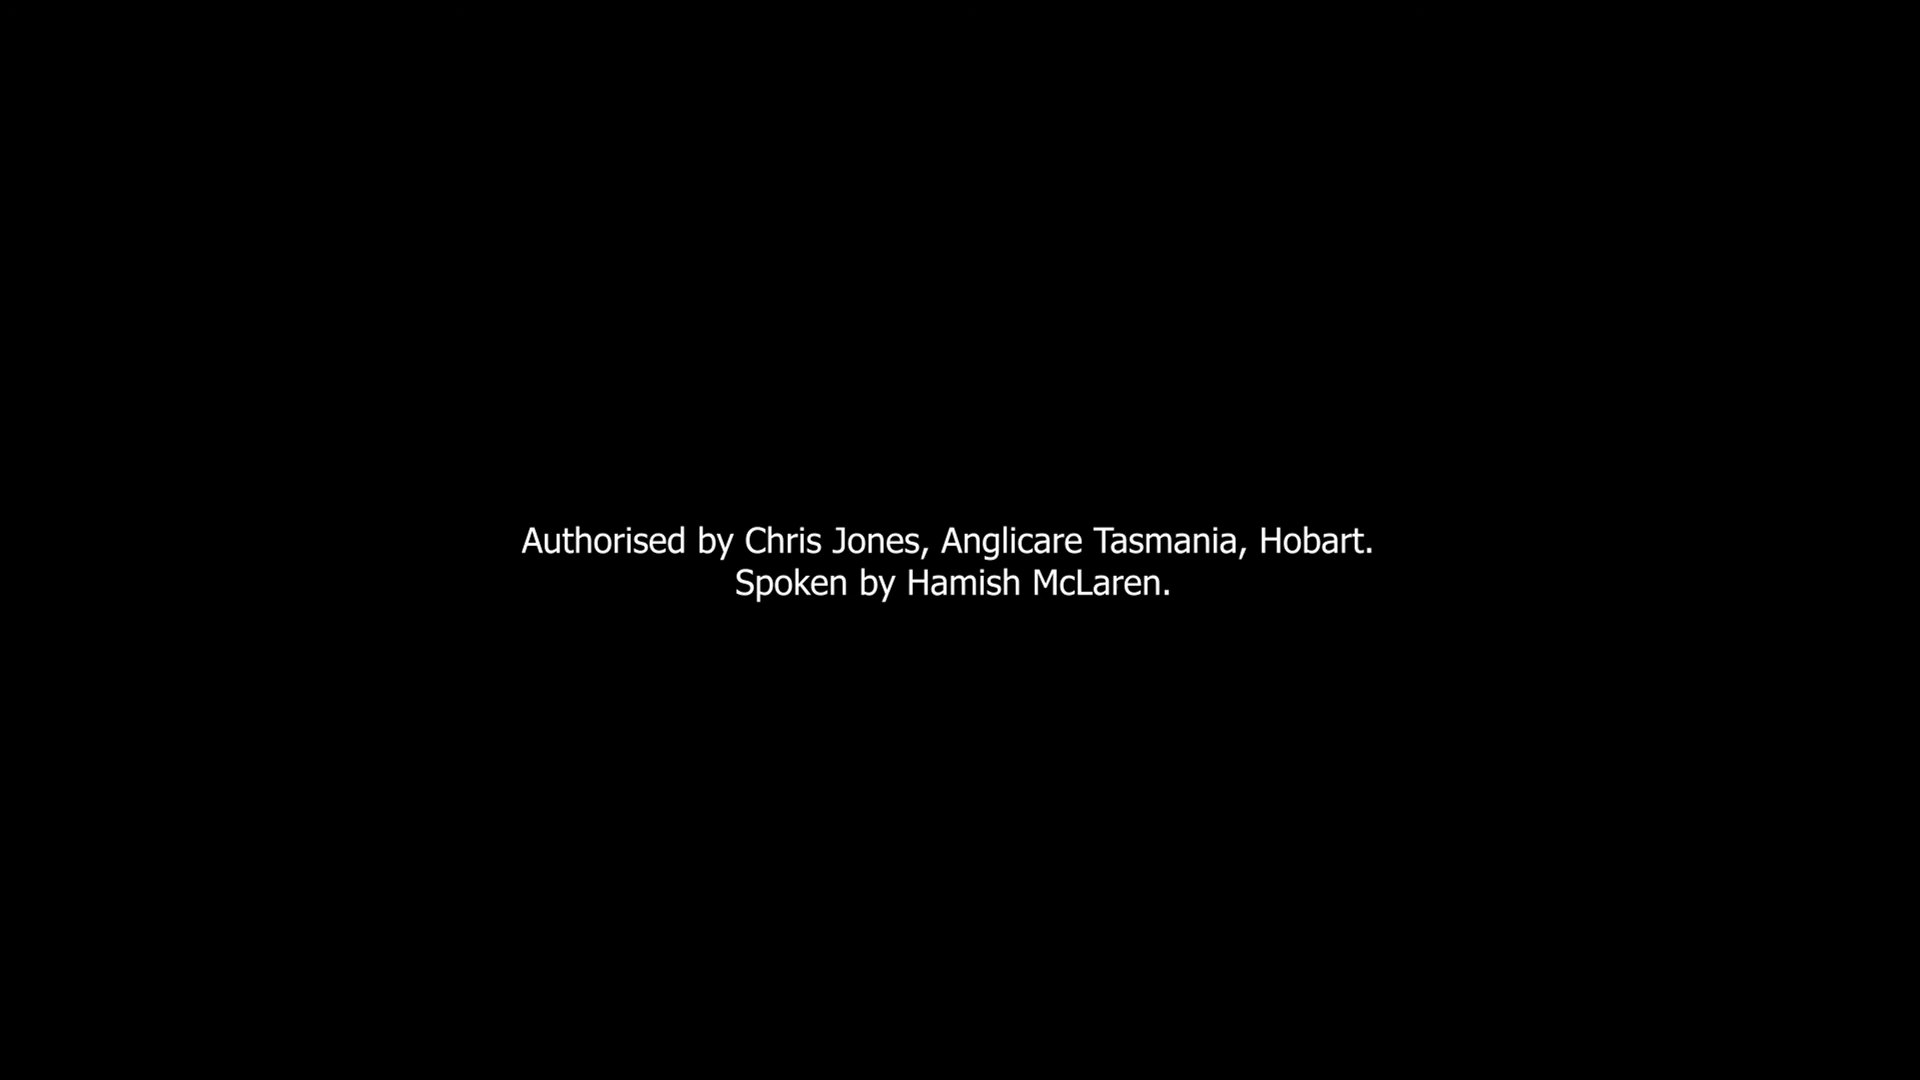 Authorised by Chris Jones, Anglicare Tasmania, Hobart.
Spoken by Hamish McLaren.